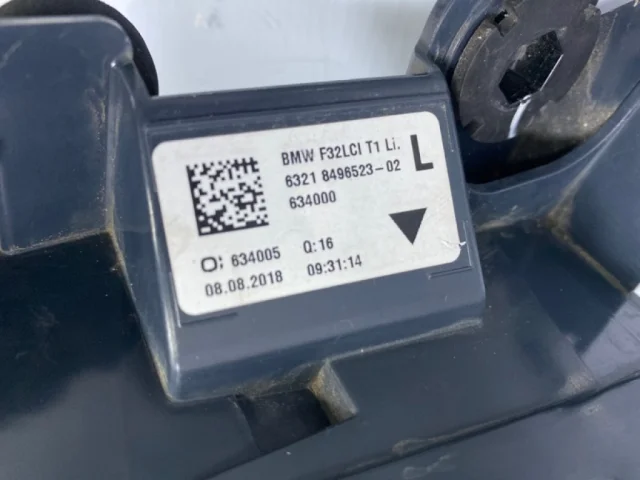 BMW F32LCI T1 Li.
6321 8496523-02 L
634000
O; 634005 Q:16
08.08.2018 09:31:14